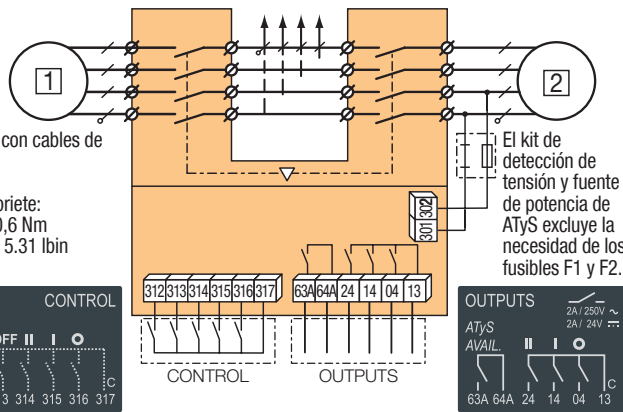 1
2
con cables de
oriete:
0,6 Nm
5.31 lbin
El kit de
detección de
tensión y fuente
de potencia de
ATyS excluye la
necesidad de los
fusibles F1 y F2.
301 302
312 313 314 315 316 317
63A 64A 24 14 04 13
CONTROL
OUTPUTS
CONTROL
OFF II I O
3 314 315 316 317
C
OUTPUTS
2A / 250V ~
2A / 24V
ATyS
AVAIL.
II I O
C
63A 64A 24 14 04 13